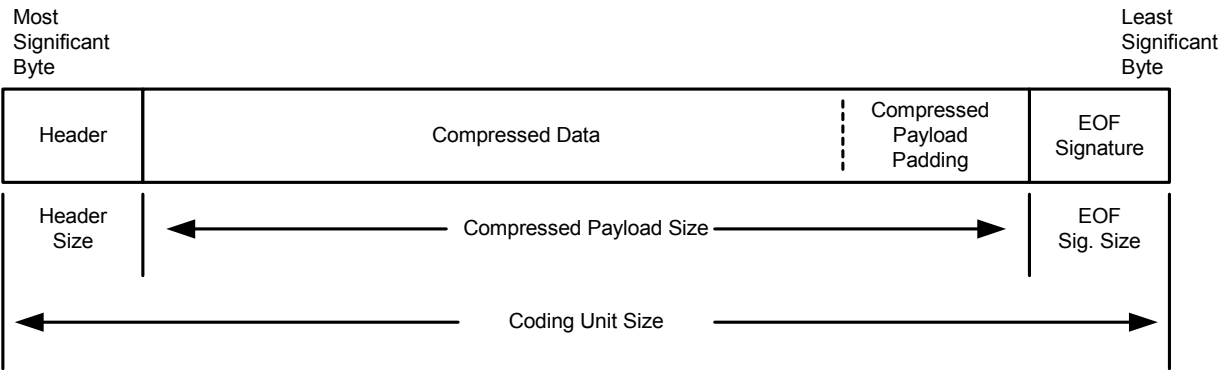 Most
Significant
Byte
Least
Significant
Byte
Header
Compressed Data
Compressed
Payload
Padding
EOF
Signature
Header
Size
Compressed Payload Size
EOF
Sig. Size
Coding Unit Size